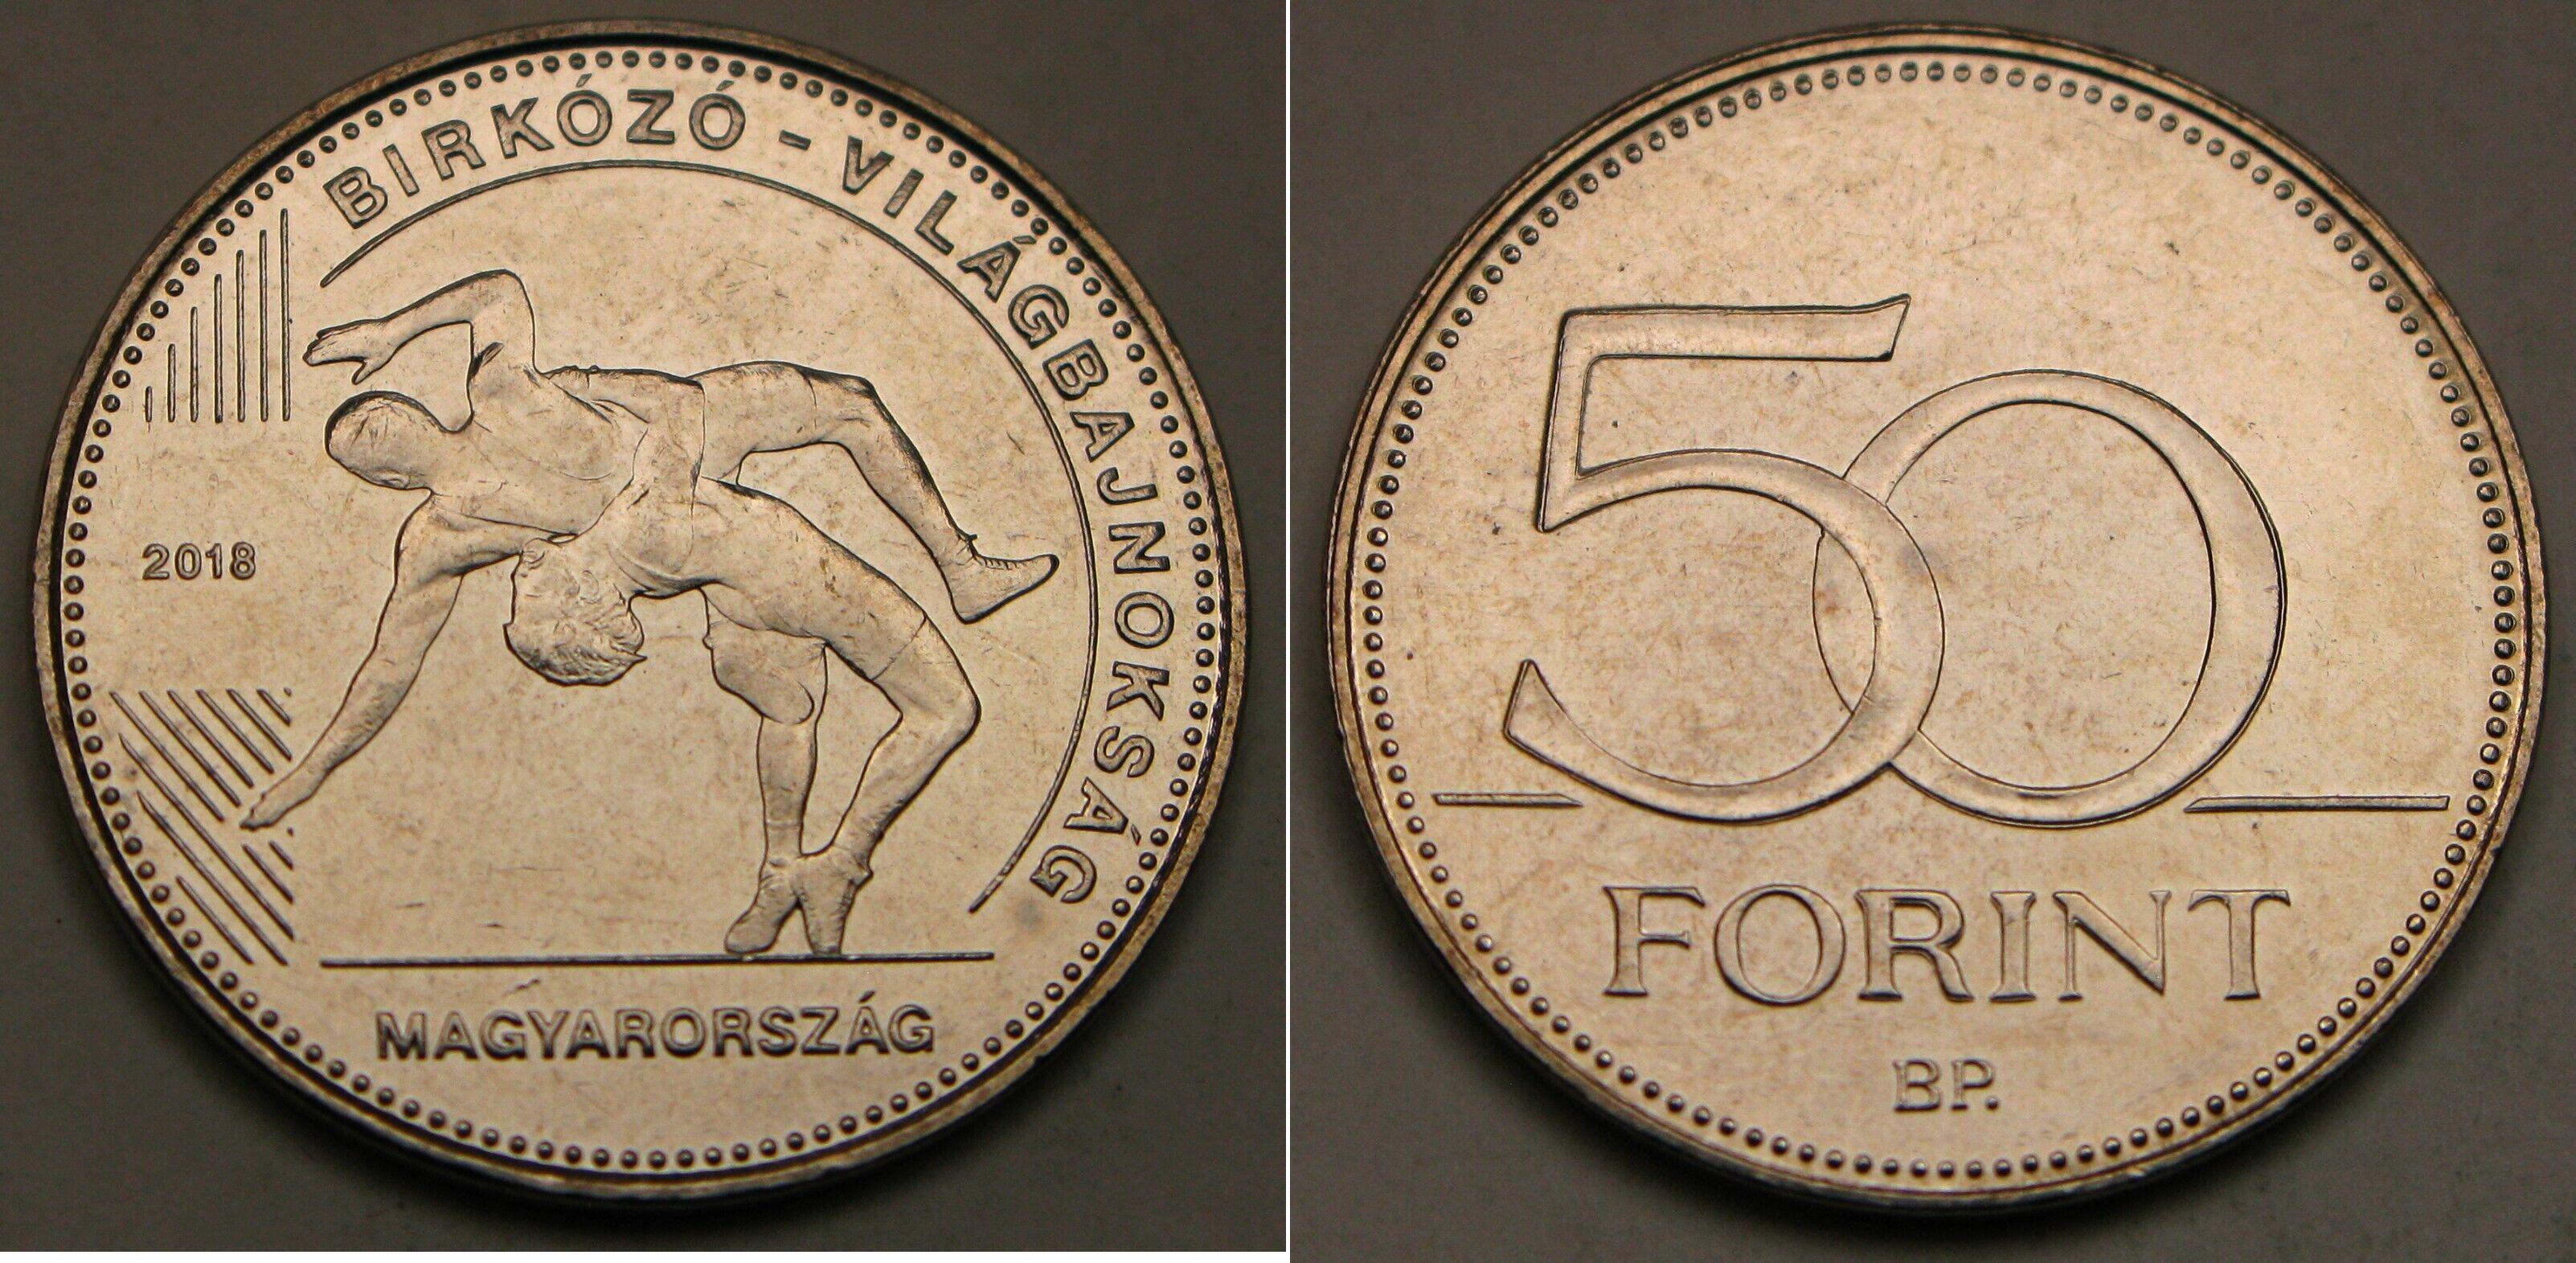 BIRKÓZÓ - VILÁGBAJNOKSÁG
2018
MAGYARORSZÁG
50
FORINT
BP.